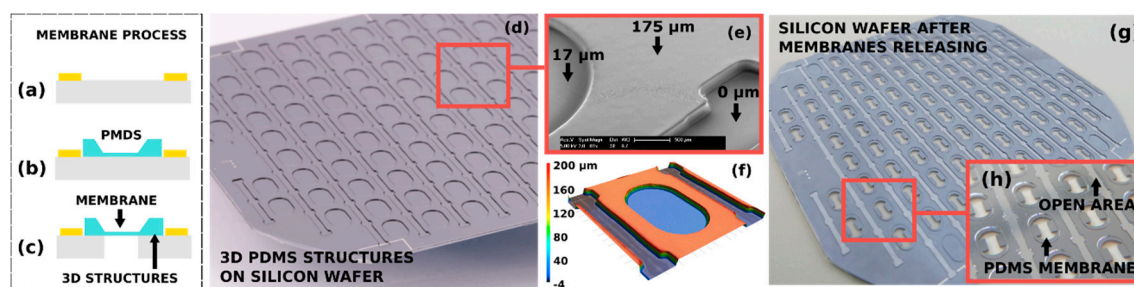 MEMBRANE PROCESS
(a)
(b)
PMDS
MEMBRANE
(c)
3D STRUCTURES
(d)
3D PDMS STRUCTURES
ON SILICON WAFER
(e)
175 µm
17 µm
0 µm
200 µm
160
120
80
40
-4
(f)
SILICON WAFER AFTER
MEMBRANES RELEASING
(g)
(h)
OPEN AREA
PDMS MEMBRANE